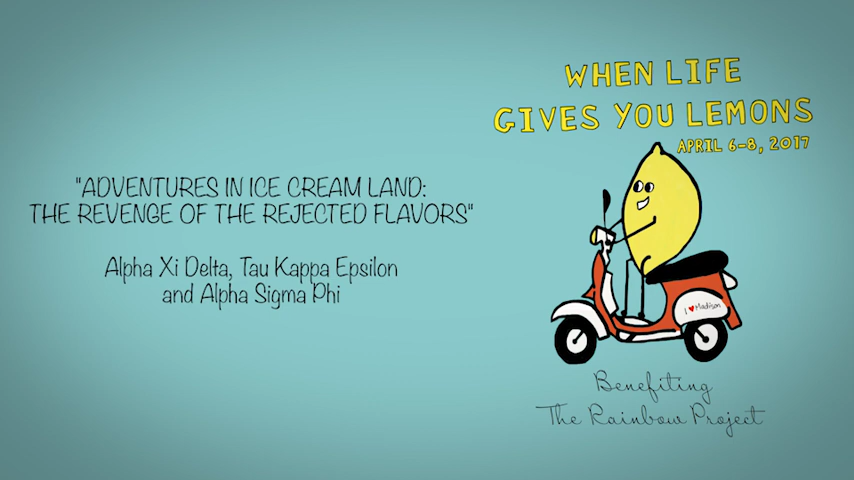 "ADVENTURES IN ICE CREAM LAND:
THE REVENGE OF THE REJECTED FLAVORS"
Alpha Xi Delta, Tau Kappa Epsilon
and Alpha Sigma Phi
WHEN LIFE
GIVES YOU LEMONS
APRIL 6-8, 2017
I ♥ Madison
Benefiting
The Rainbow Project